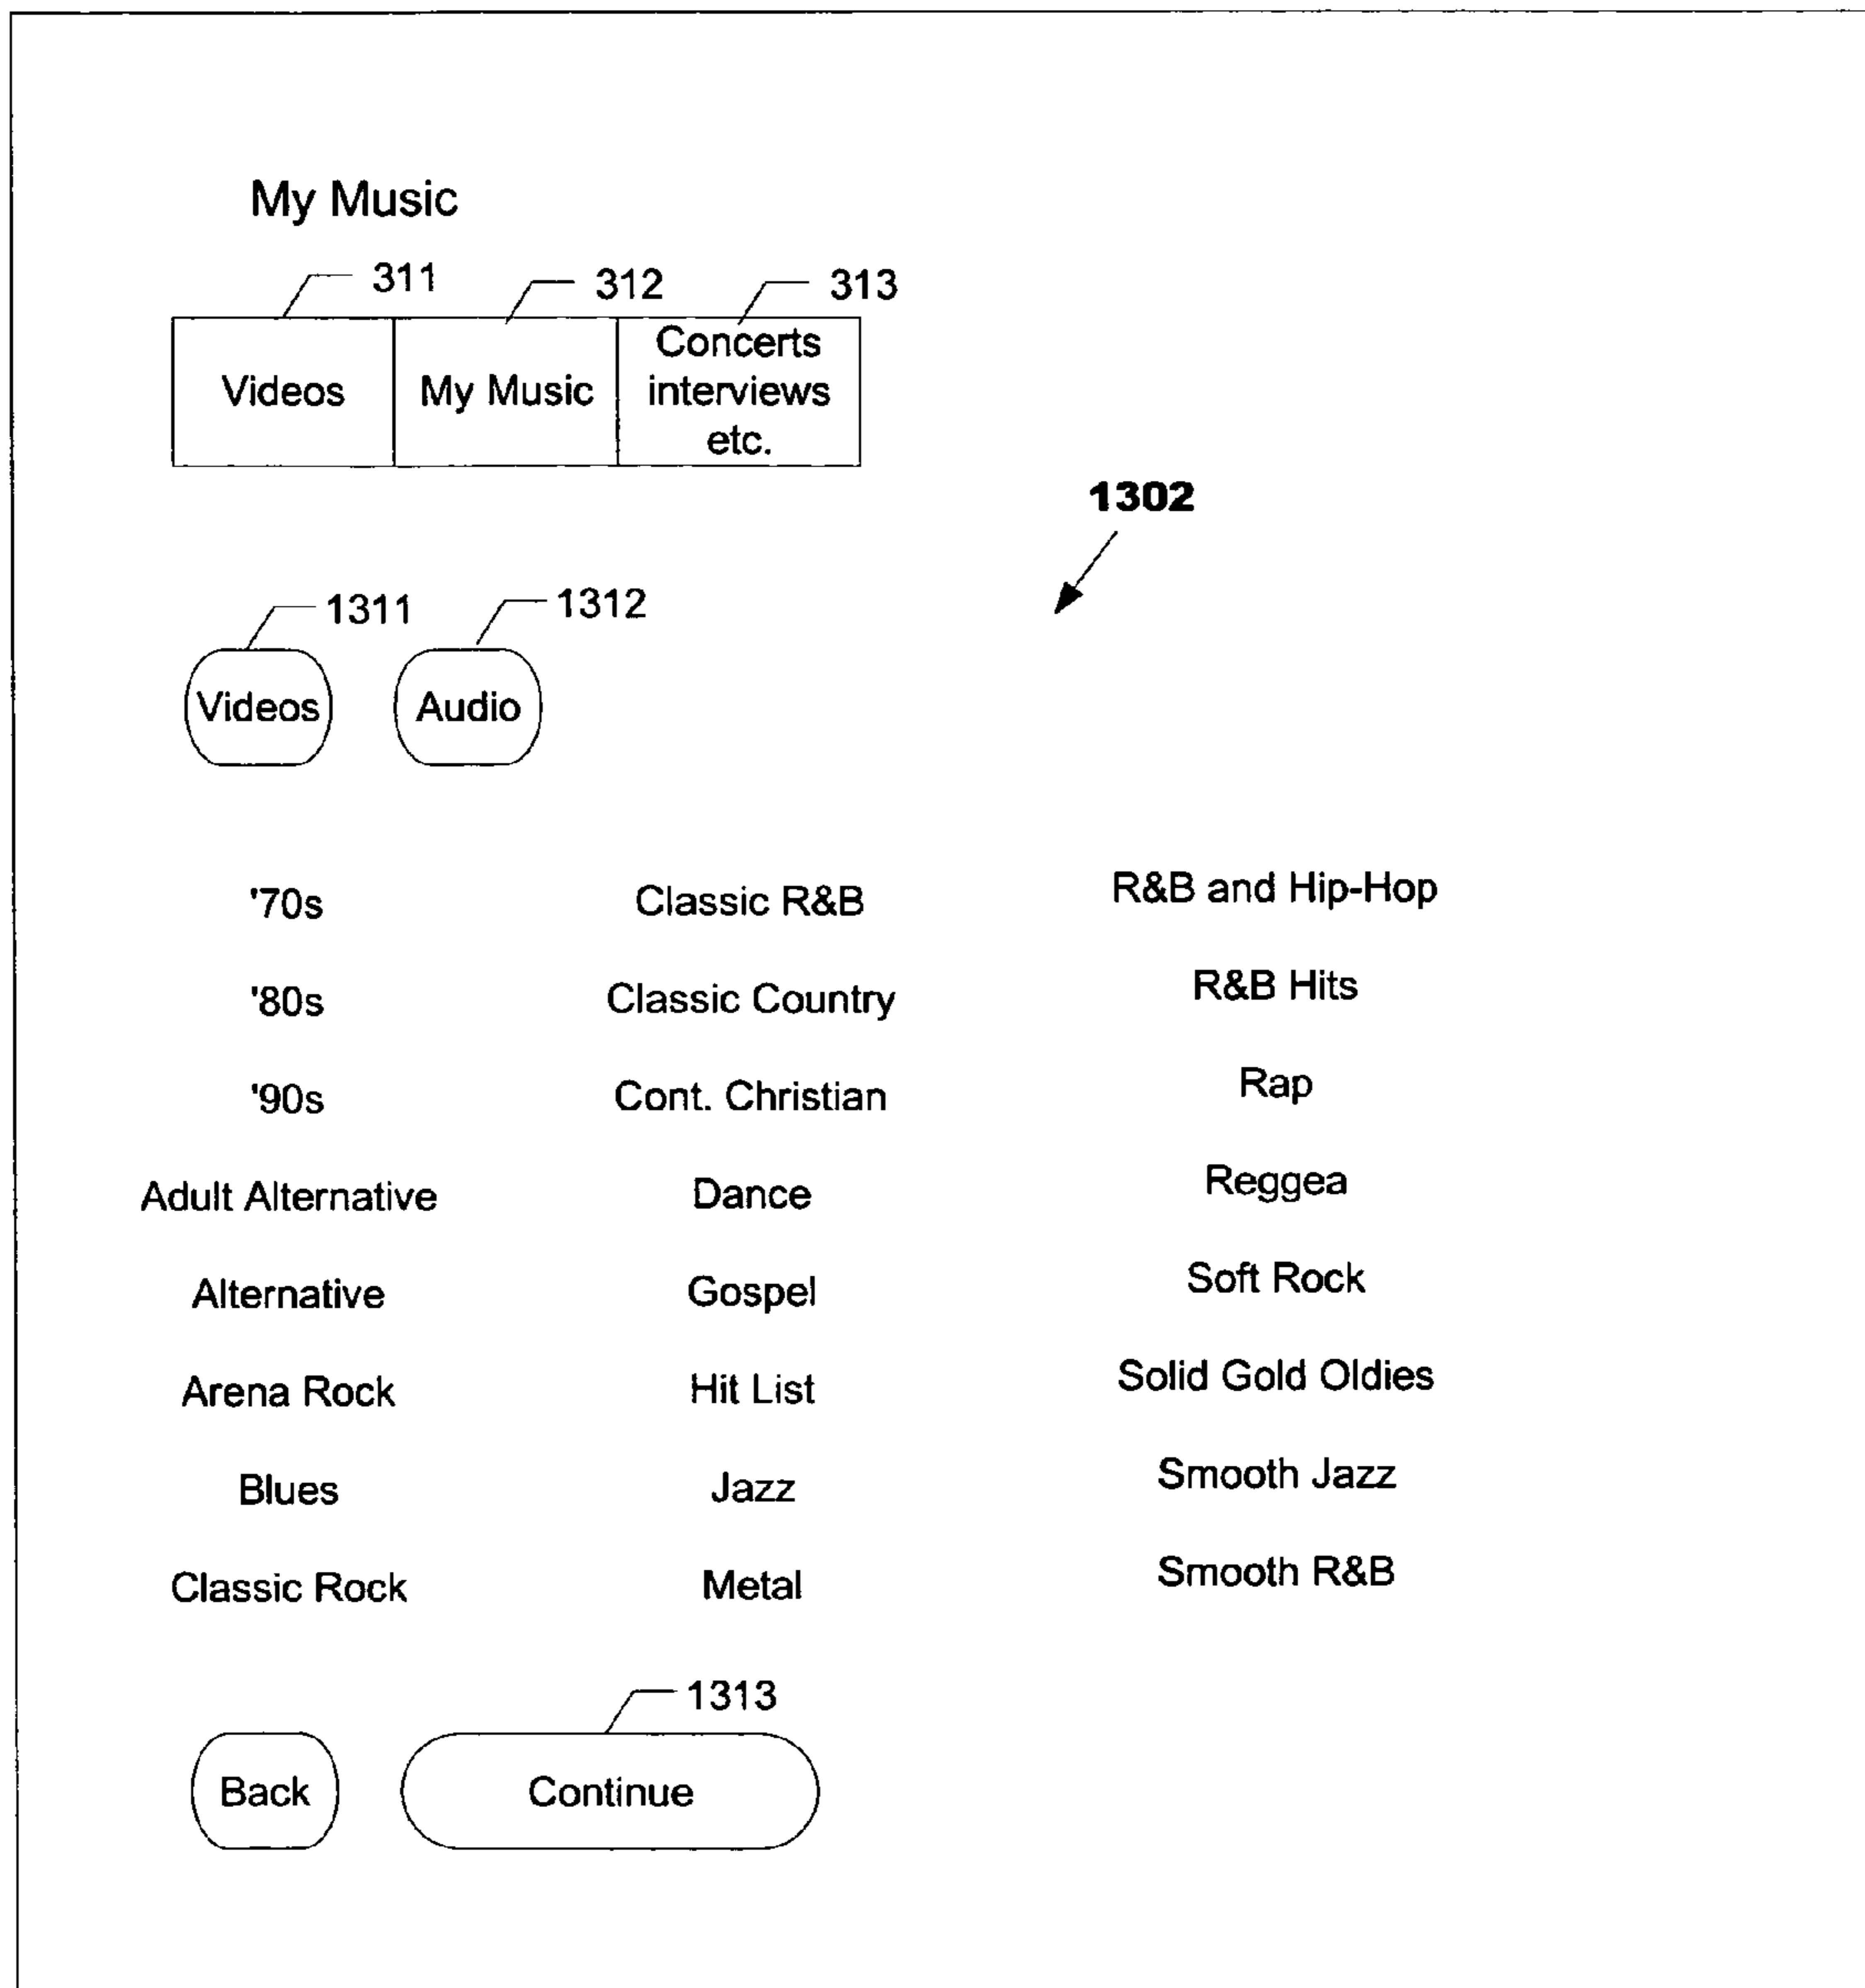 My Music
311 312 313
Videos My Music Concerts interviews etc.
1302
1311 1312
Videos Audio
'70s Classic R&B R&B and Hip-Hop
'80s Classic Country R&B Hits
'90s Cont. Christian Rap
Adult Alternative Dance Reggea
Alternative Gospel Soft Rock
Arena Rock Hit List Solid Gold Oldies
Blues Jazz Smooth Jazz
Classic Rock Metal Smooth R&B
1313
Back Continue